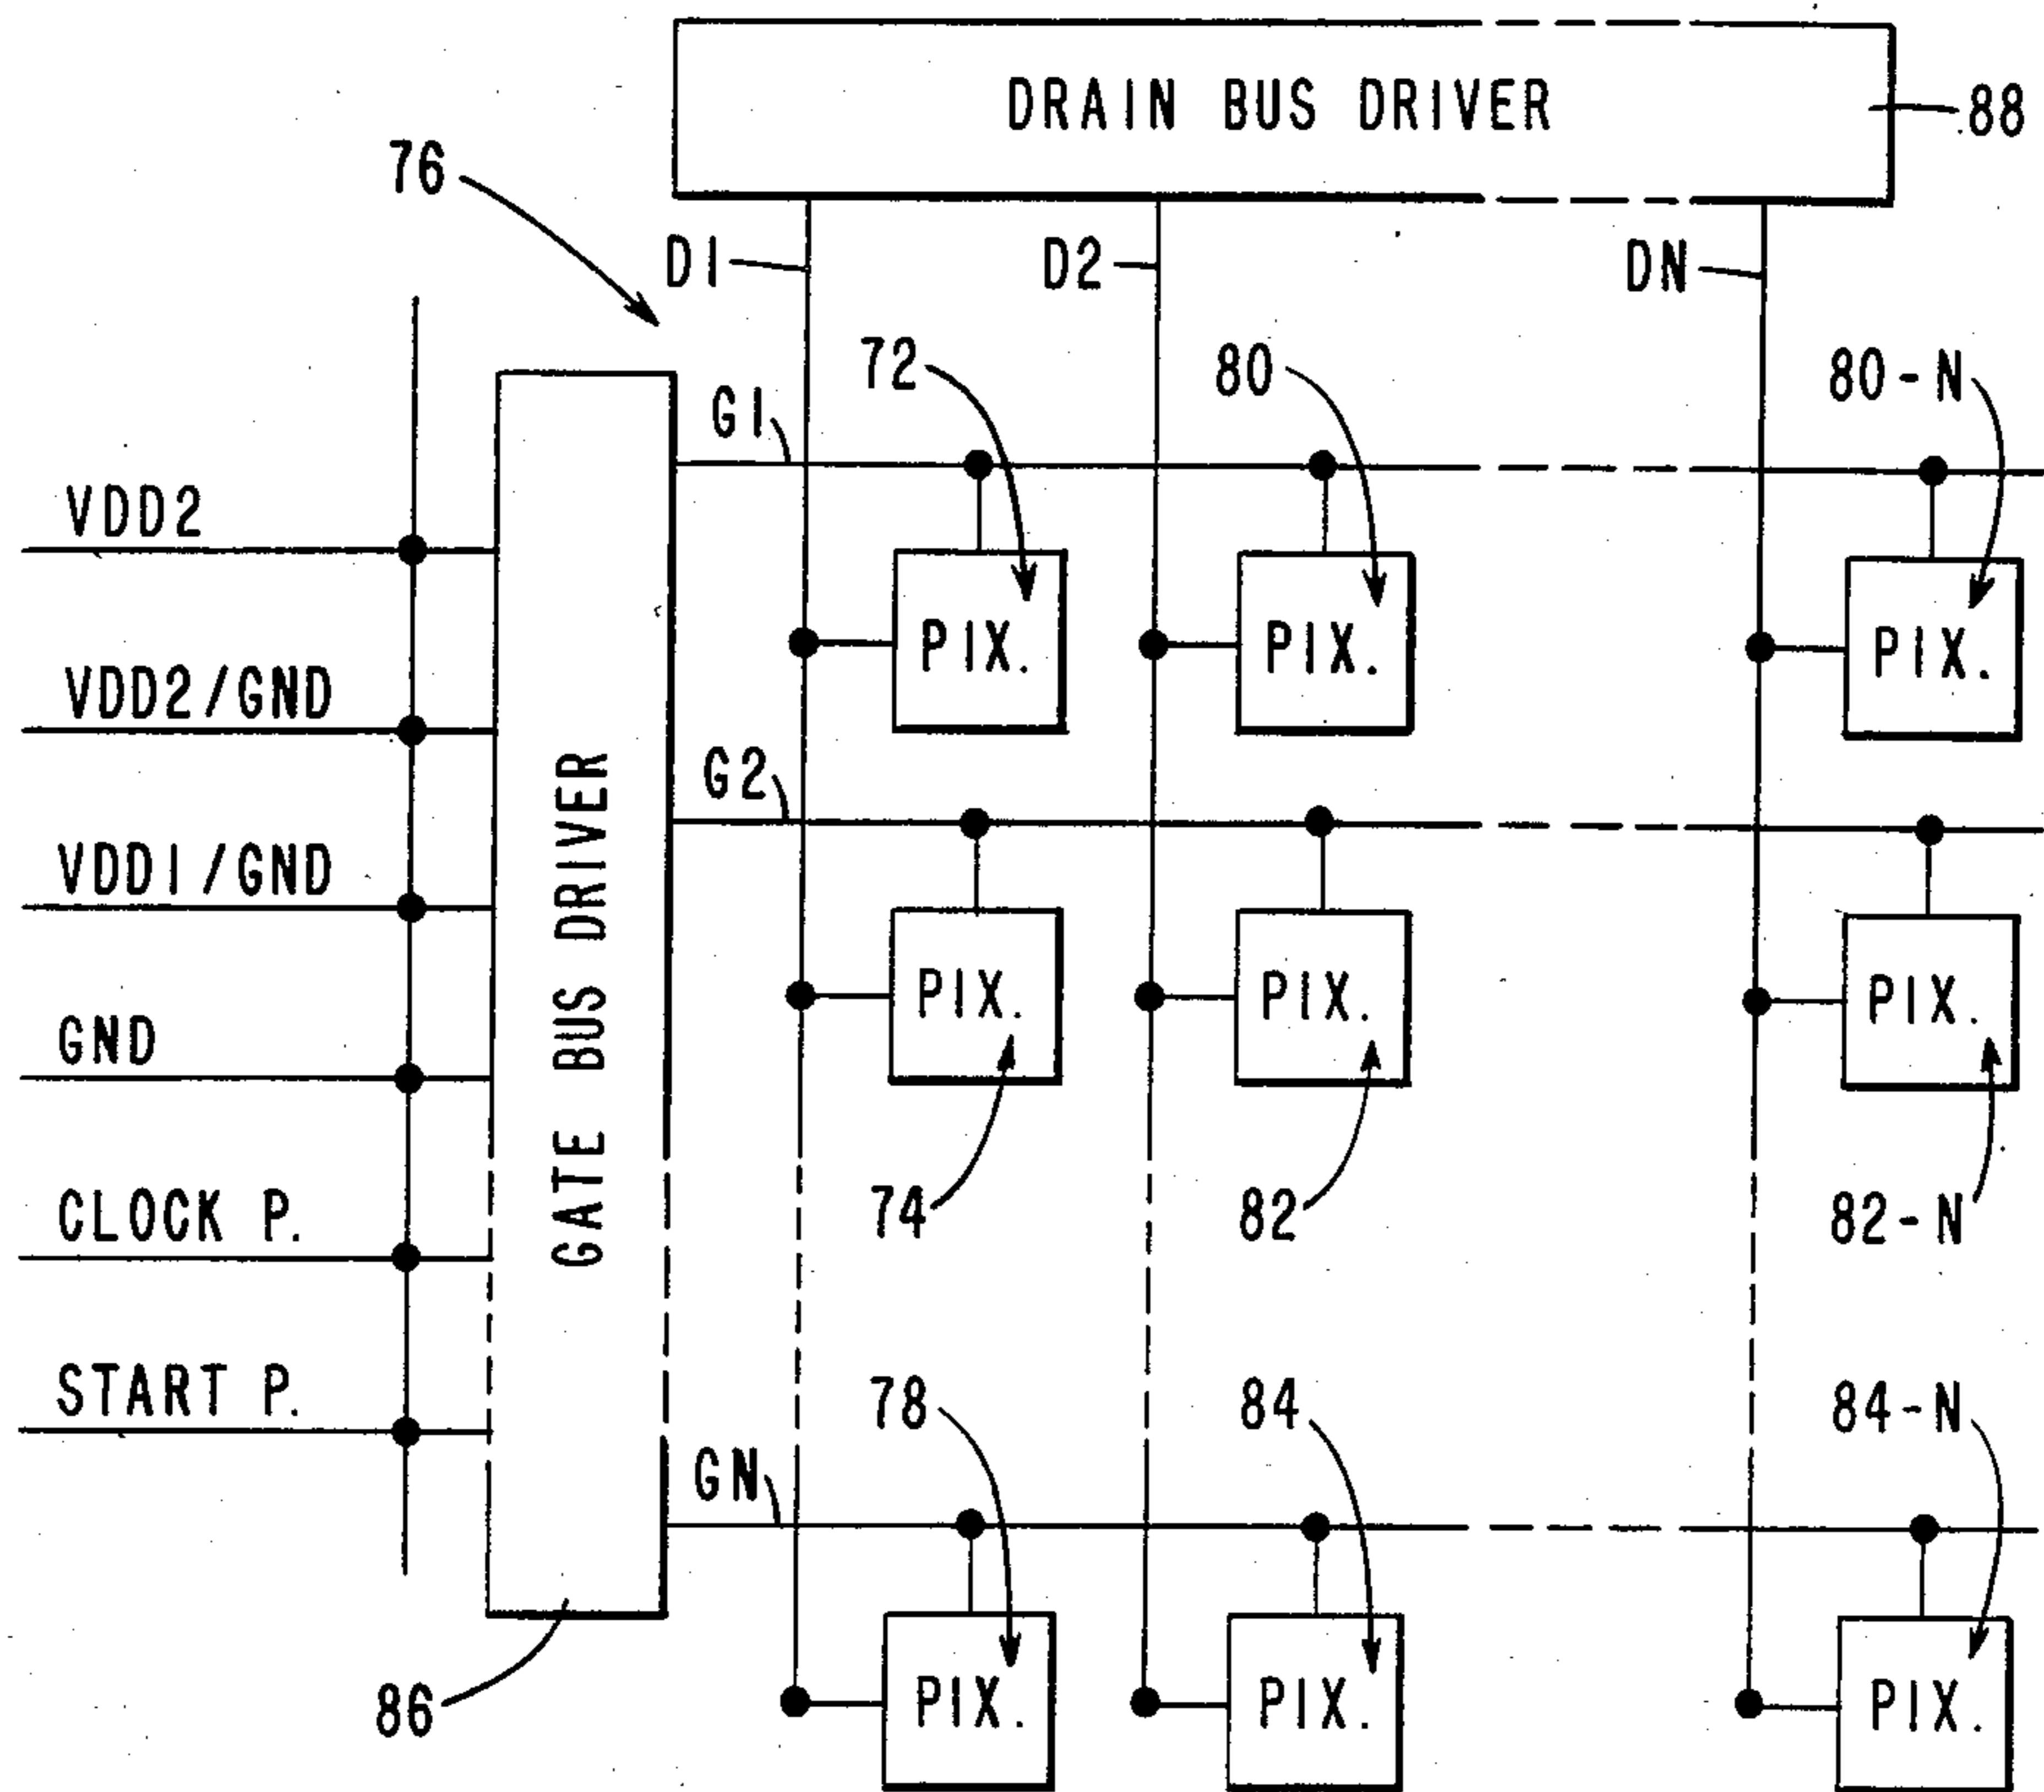 DRAIN BUS DRIVER
88
76
D1
D2
DN
72
80
80-N
G1
VDD2
PIX.
PIX.
PIX.
VDD2/GND
G2
VDD1/GND
GATE BUS DRIVER
PIX.
PIX.
PIX.
GND
74
82
82-N
CLOCK P.
START P.
78
84
84-N
GN
86
PIX.
PIX.
PIX.